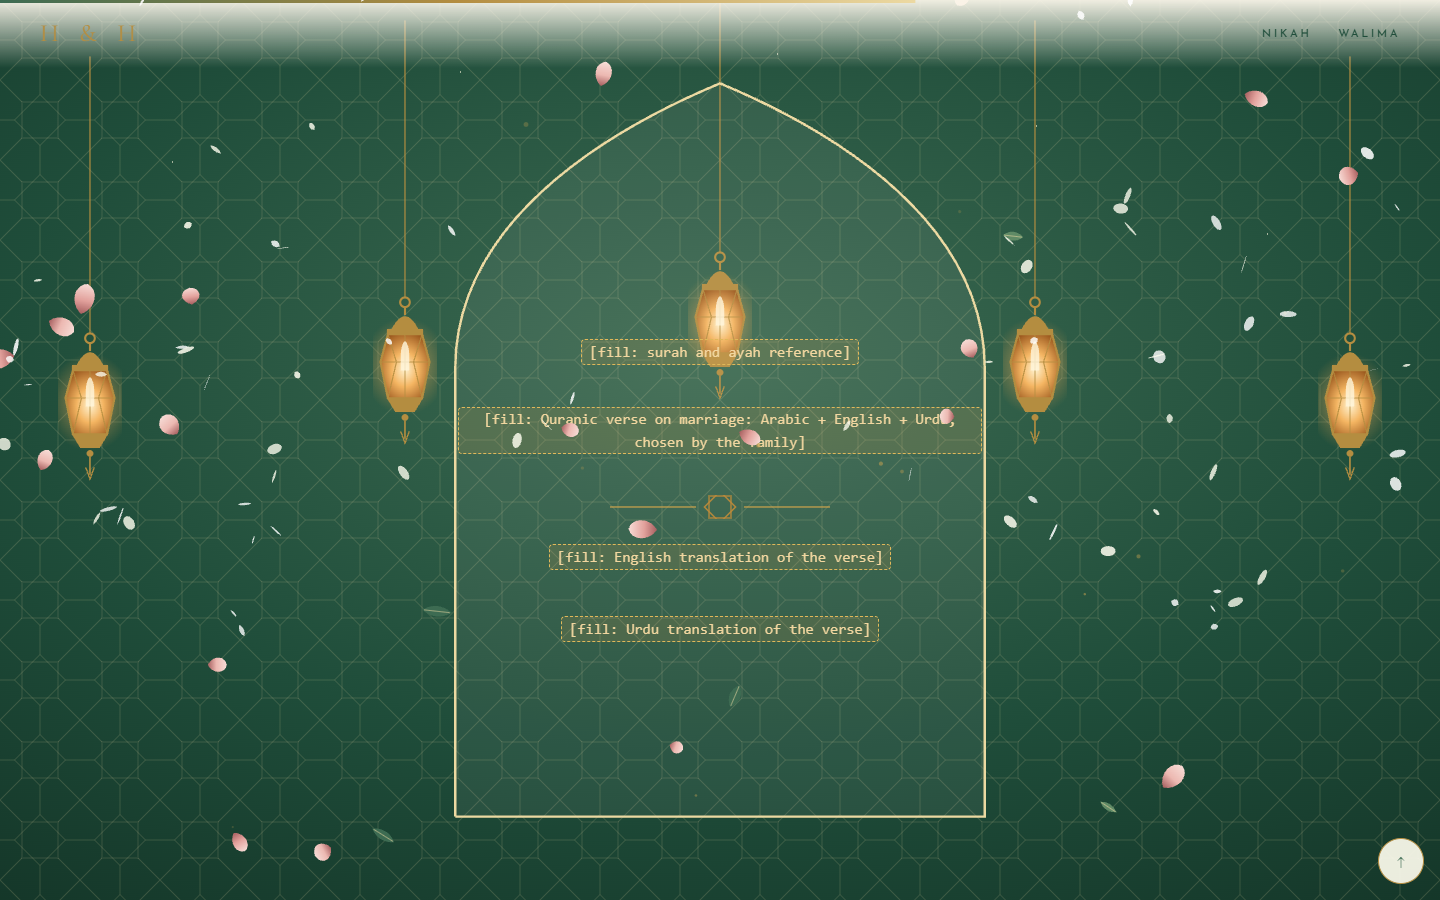 H & H
NIKAH WALIMA
[fill: surah and ayah reference]
[fill: Quranic verse on marriage: Arabic + English + Urdu,
chosen by the family]
[fill: English translation of the verse]
[fill: Urdu translation of the verse]
↑